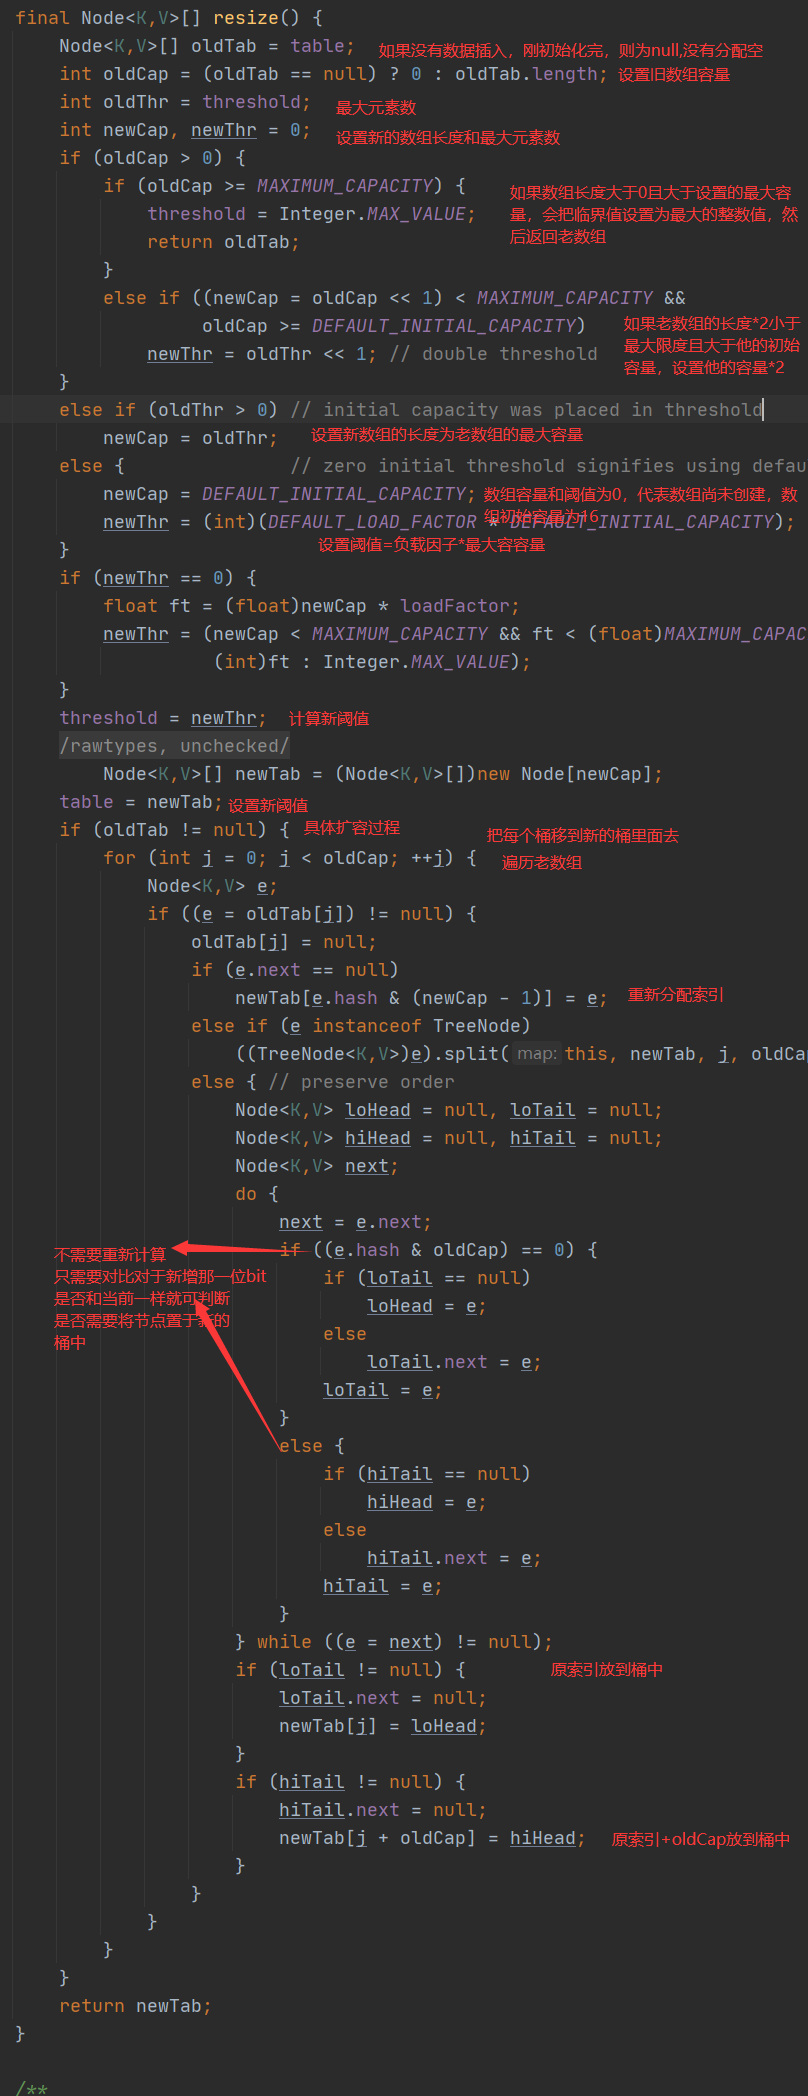 final Node<K,V>[] resize() {
Node<K,V>[] oldTab = table; 如果没有数据插入，刚初始化完，则为null,没有分配空
int oldCap = (oldTab == null) ? 0 : oldTab.length; 设置旧数组容量
int oldThr = threshold; 最大元素数
int newCap, newThr = 0; 设置新的数组长度和最大元素数
if (oldCap > 0) {
if (oldCap >= MAXIMUM_CAPACITY) { 如果数组长度大于0且大于设置的最大容
threshold = Integer.MAX_VALUE; 量，会把临界值设置为最大的整数值，然
return oldTab; 后返回老数组
}
else if ((newCap = oldCap << 1) < MAXIMUM_CAPACITY &&
oldCap >= DEFAULT_INITIAL_CAPACITY) 如果老数组的长度*2小于
newThr = oldThr << 1; // double threshold 最大限度且大于他的初始
容量，设置他的容量*2
}
else if (oldThr > 0) // initial capacity was placed in threshold
newCap = oldThr; 设置新数组的长度为老数组的最大容量
else { // zero initial threshold signifies using defau
newCap = DEFAULT_INITIAL_CAPACITY; 数组容量和阈值为0，代表数组尚未创建，数
组初始容量为16
newThr = (int)(DEFAULT_LOAD_FACTOR * DEFAULT_INITIAL_CAPACITY);
} 设置阈值=负载因子*最大容容量
if (newThr == 0) {
float ft = (float)newCap * loadFactor;
newThr = (newCap < MAXIMUM_CAPACITY && ft < (float)MAXIMUM_CAPAC
(int)ft : Integer.MAX_VALUE);
}
threshold = newThr; 计算新阈值
/rawtypes, unchecked/
Node<K,V>[] newTab = (Node<K,V>[])new Node[newCap];
table = newTab; 设置新阈值
if (oldTab != null) { 具体扩容过程 把每个桶移到新的桶里面去
for (int j = 0; j < oldCap; ++j) { 遍历老数组
Node<K,V> e;
if ((e = oldTab[j]) != null) {
oldTab[j] = null;
if (e.next == null)
newTab[e.hash & (newCap - 1)] = e; 重新分配索引
else if (e instanceof TreeNode)
((TreeNode<K,V>)e).split( map: this, newTab, j, oldCap
else { // preserve order
Node<K,V> loHead = null, loTail = null;
Node<K,V> hiHead = null, hiTail = null;
Node<K,V> next;
do {
next = e.next;
if ((e.hash & oldCap) == 0) {
不需要重新计算
只需要对比对于新增那一位bit
是否和当前一样就可判断
是否需要将节点置于新的
桶中
if (loTail == null)
loHead = e;
else
loTail.next = e;
loTail = e;
}
else {
if (hiTail == null)
hiHead = e;
else
hiTail.next = e;
hiTail = e;
}
} while ((e = next) != null);
if (loTail != null) { 原索引放到桶中
loTail.next = null;
newTab[j] = loHead;
}
if (hiTail != null) {
hiTail.next = null;
newTab[j + oldCap] = hiHead; 原索引+oldCap放到桶中
}
}
}
}
}
return newTab;
}
/**